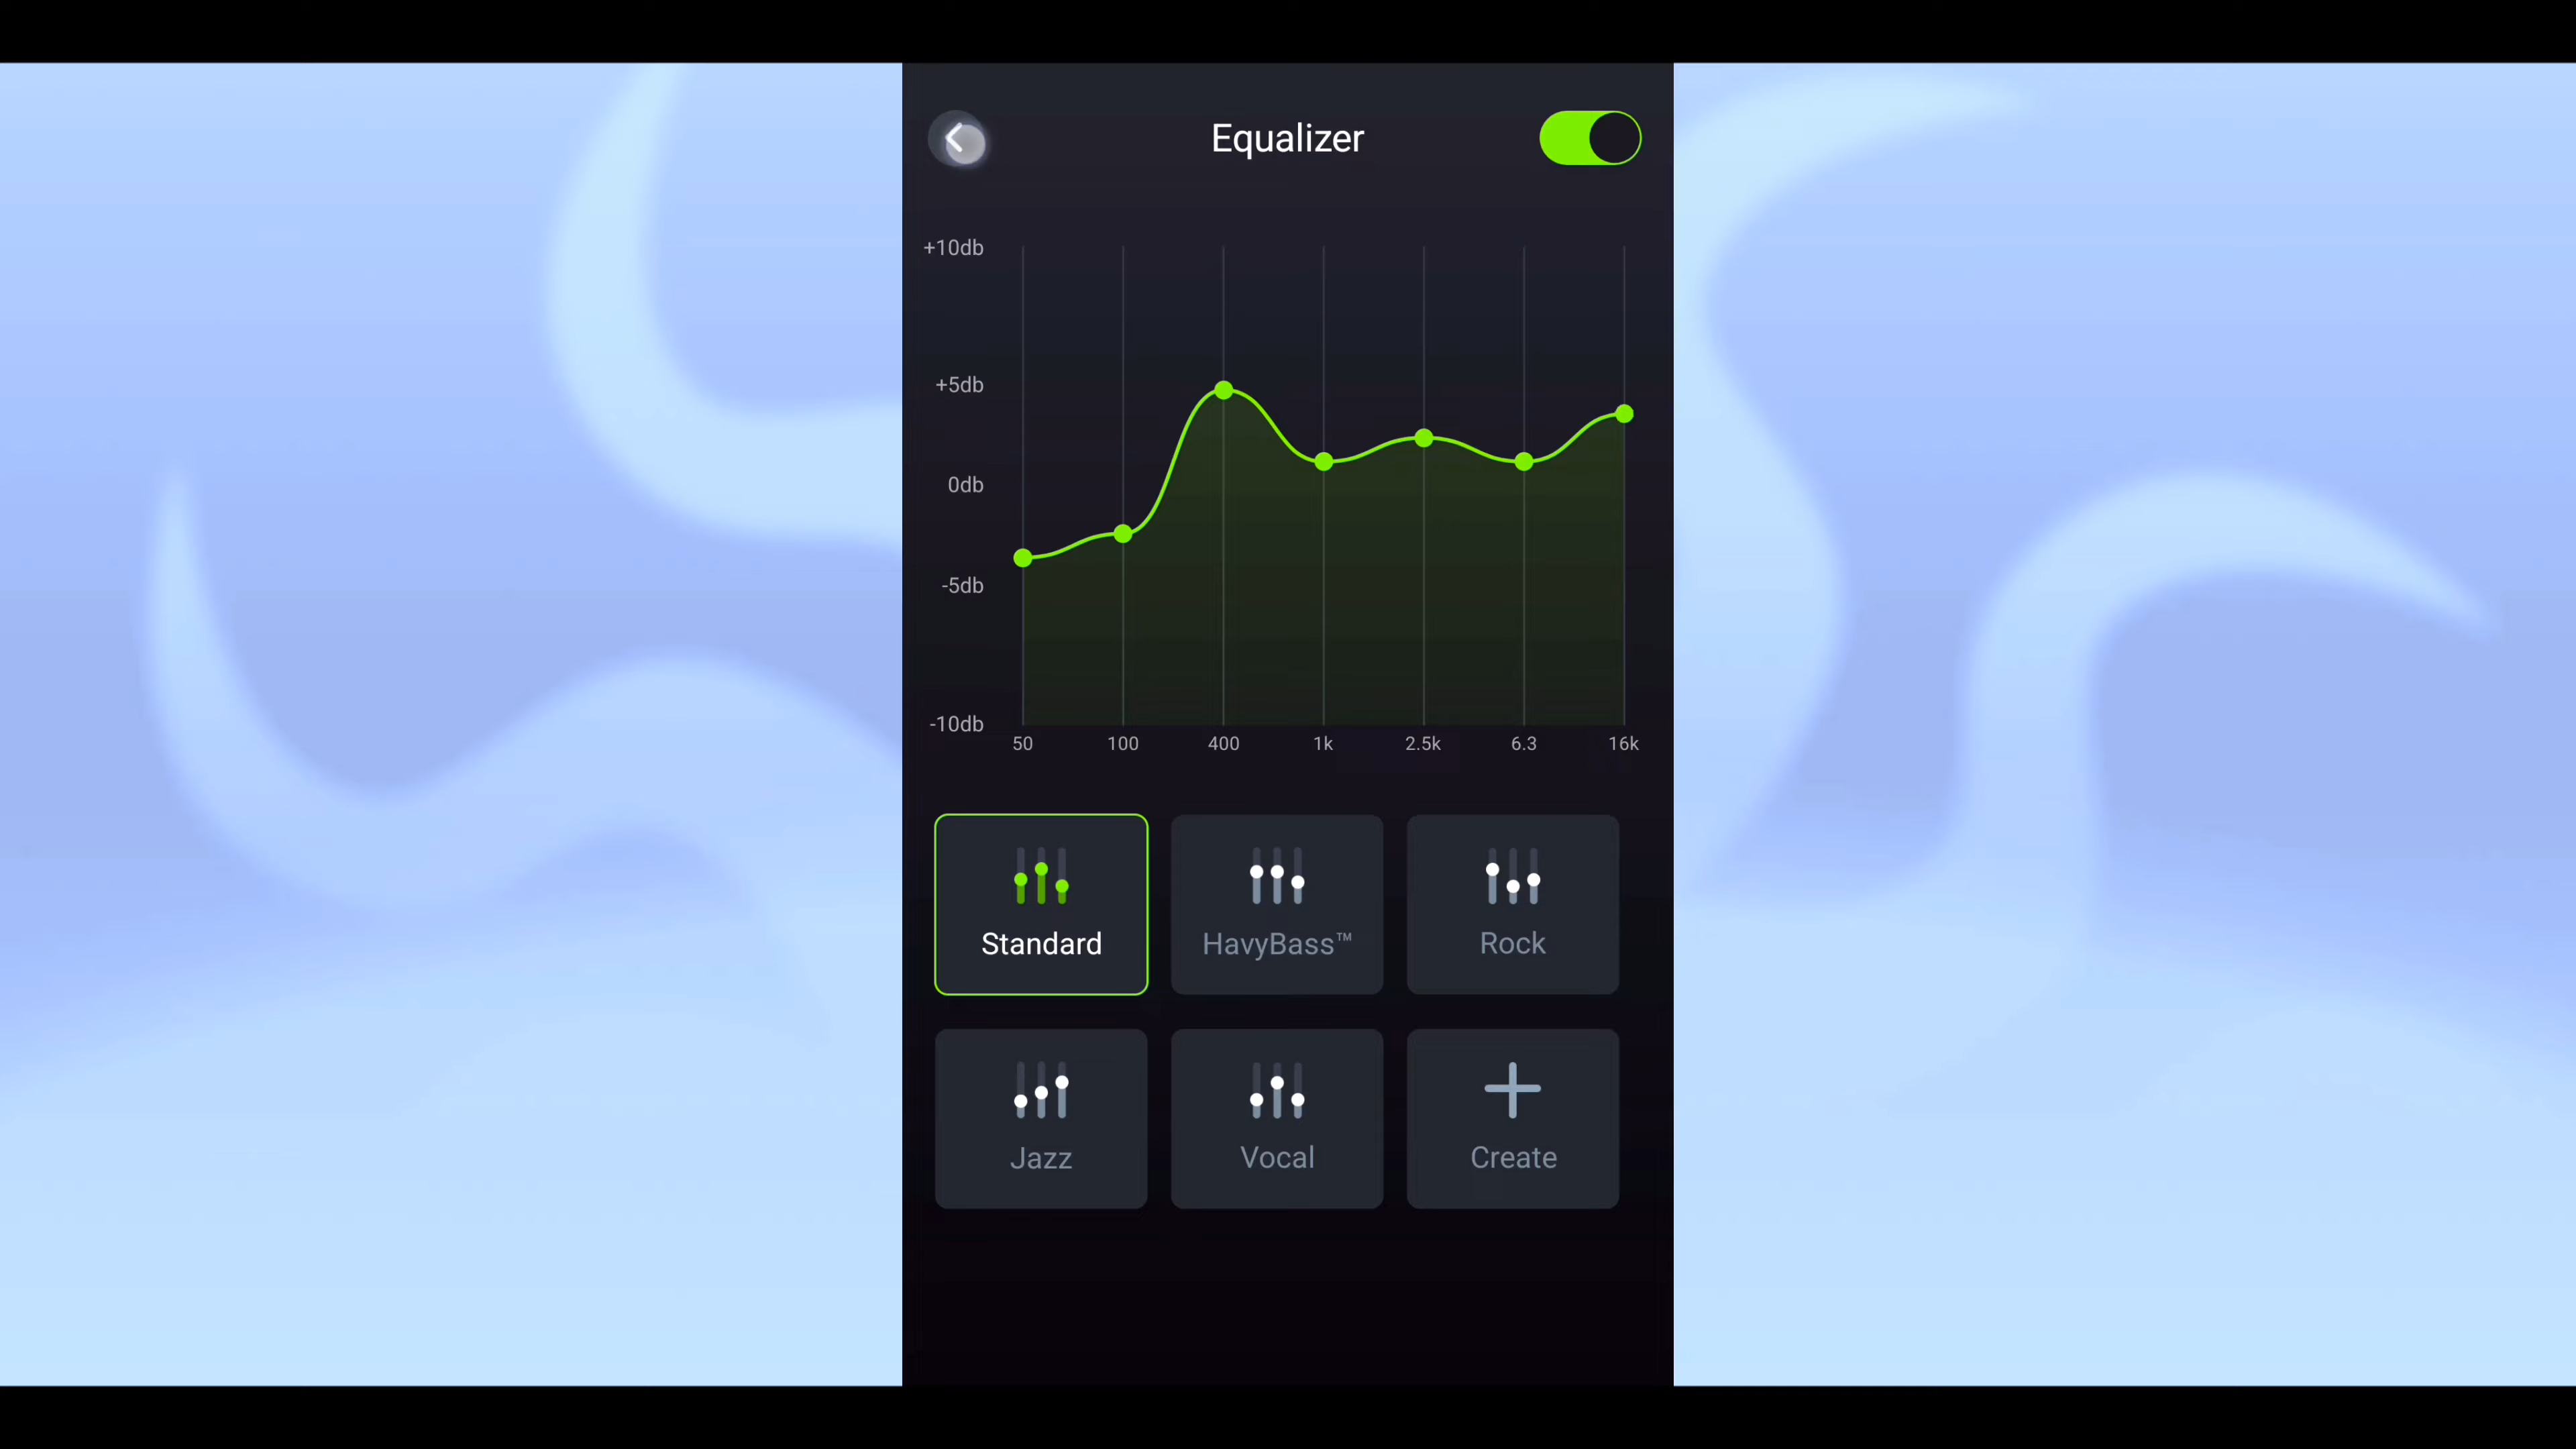 Equalizer
+10db
+5db
0db
-5db
-10db
50 100 400 1k 2.5k 6.3 16k
Standard HavyBass™ Rock
Jazz Vocal Create